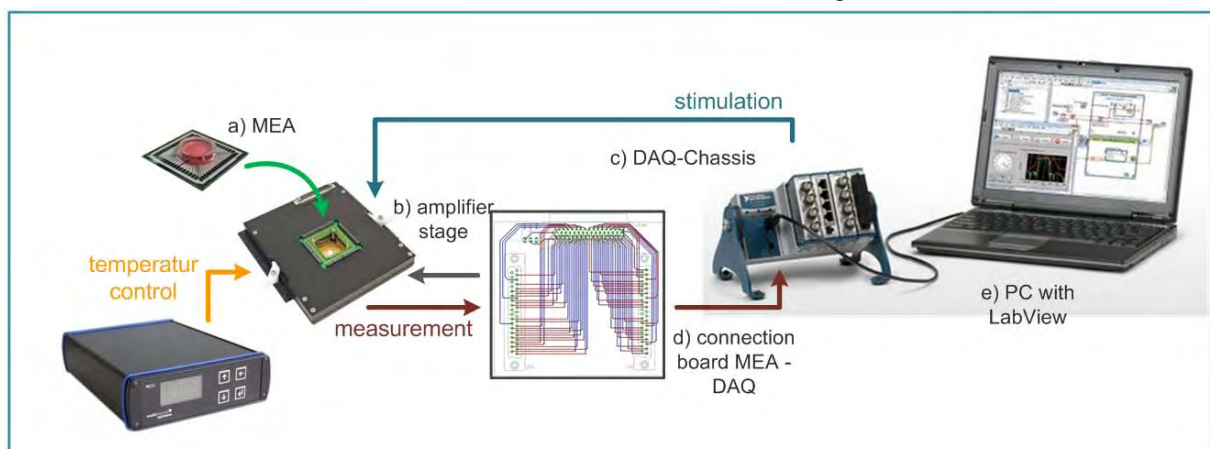 stimulation
a) MEA
c) DAQ-Chassis
b) amplifier
stage
temperatur
control
measurement
d) connection
board MEA -
DAQ
e) PC with
LabView